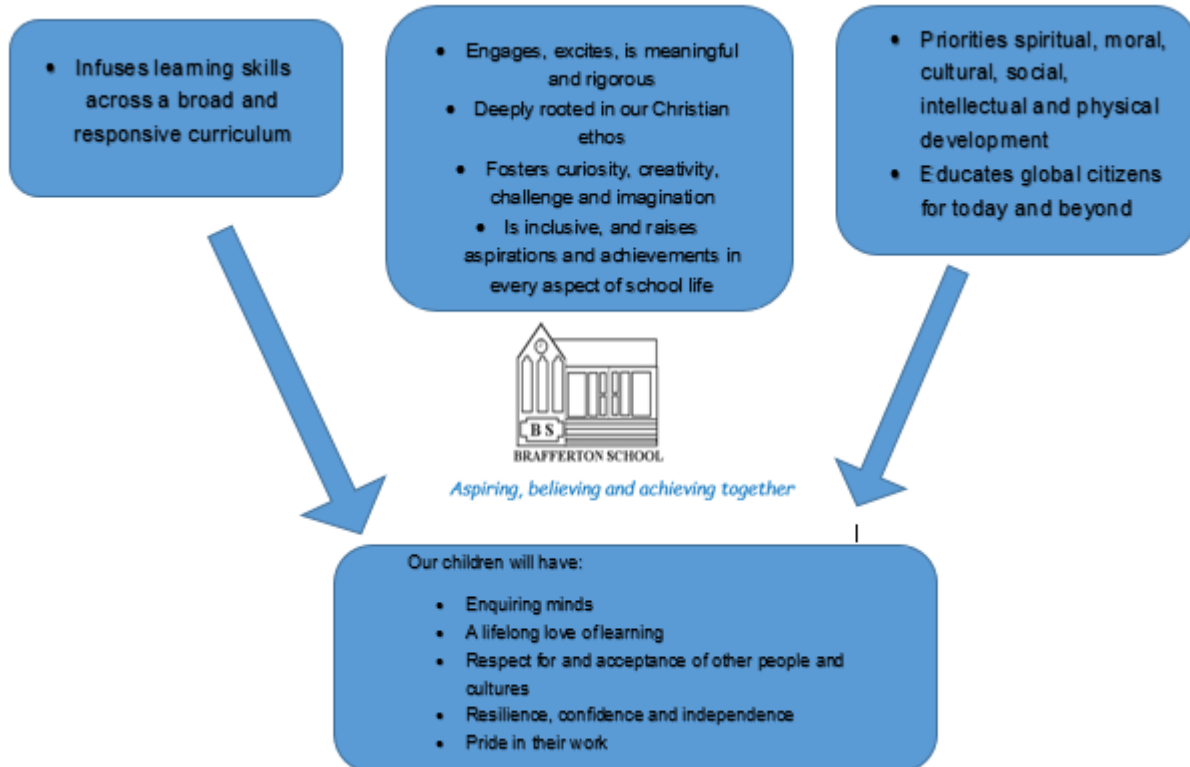 • Infuses learning skills
across a broad and
responsive curriculum
• Engages, excites, is meaningful
and rigorous
• Deeply rooted in our Christian
ethos
• Fosters curiosity, creativity,
challenge and imagination
• Is inclusive, and raises
aspirations and achievements in
every aspect of school life
• Priorities spiritual, moral,
cultural, social,
intellectual and physical
development
• Educates global citizens
for today and beyond
B S
BRAFFERTON SCHOOL
Aspiring, believing and achieving together
Our children will have:
• Enquiring minds
• A lifelong love of learning
• Respect for and acceptance of other people and
cultures
• Resilience, confidence and independence
• Pride in their work